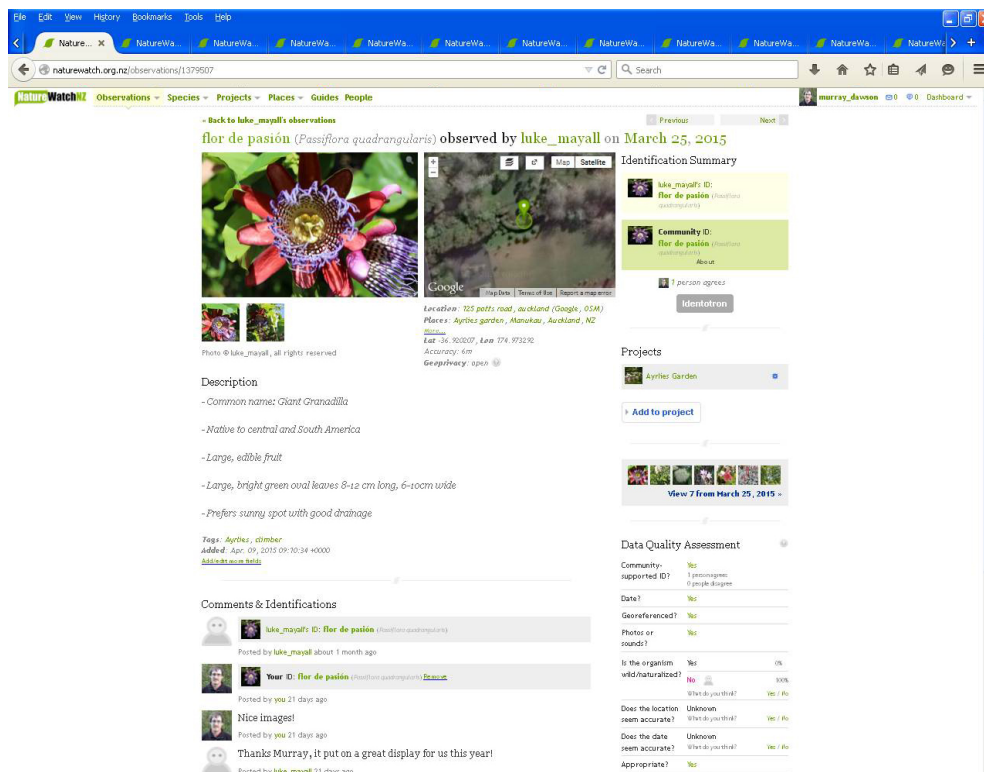 File Edit View History Bookmarks Tools Help
Nature... NatureWa... NatureWa... NatureWa... NatureWa... NatureWa... NatureWa... NatureWa... NatureWa... NatureWa... NatureWa... NatureWa
naturewatch.org.nz/observations/1379507 Search
NatureWatchNZ Observations Species Projects Places Guides People murray_dawson 0 0 Dashboard
« Back to luke_mayall's observations Previous Next
flor de pasión (Passiflora quadrangularis) observed by luke_mayall on March 25, 2015
Map Satellite
Google Map Data Terms of Use Report a map error
Photo © luke_mayall, all rights reserved
Location: 125 potts road, auckland (Google, OSM)
Places: Ayrlies garden, Manukau, Auckland, NZ
More...
Lat -36.920207, Lon 174.973292
Accuracy: 6m
Geoprivacy: open
Description
-Common name: Giant Granadilla
-Native to central and South America
-Large, edible fruit
-Large, bright green oval leaves 8-12 cm long, 6-10cm wide
-Prefers sunny spot with good drainage
Tags: Ayrlies, climber
Added: Apr. 09, 2015 09:10:34 +0000
Add/edit more fields
Comments & Identifications
luke_mayall's ID: flor de pasión (Passiflora quadrangularis)
Posted by luke_mayall about 1 month ago
Your ID: flor de pasión (Passiflora quadrangularis) Remove
Posted by you 21 days ago
Nice images!
Posted by you 21 days ago
Thanks Murray, it put on a great display for us this year!
Posted by luke_mayall 21 days ago
Identification Summary
luke_mayall's ID:
flor de pasión (Passiflora
quadrangularis)
Community ID:
flor de pasión (Passiflora
quadrangularis)
About
1 person agrees
Identotron
Projects
Ayrlies Garden
Add to project
View 7 from March 25, 2015 »
Data Quality Assessment
Community-
supported ID?
Yes
1 person agrees
0 people disagree
Date? Yes
Georeferenced? Yes
Photos or
sounds?
Yes
Is the organism
wild/naturalized?
Yes 0%
No 100%
What do you think? Yes / No
Does the location
seem accurate?
Unknown
What do you think? Yes / No
Does the date
seem accurate?
Unknown
What do you think? Yes / No
Appropriate? Yes